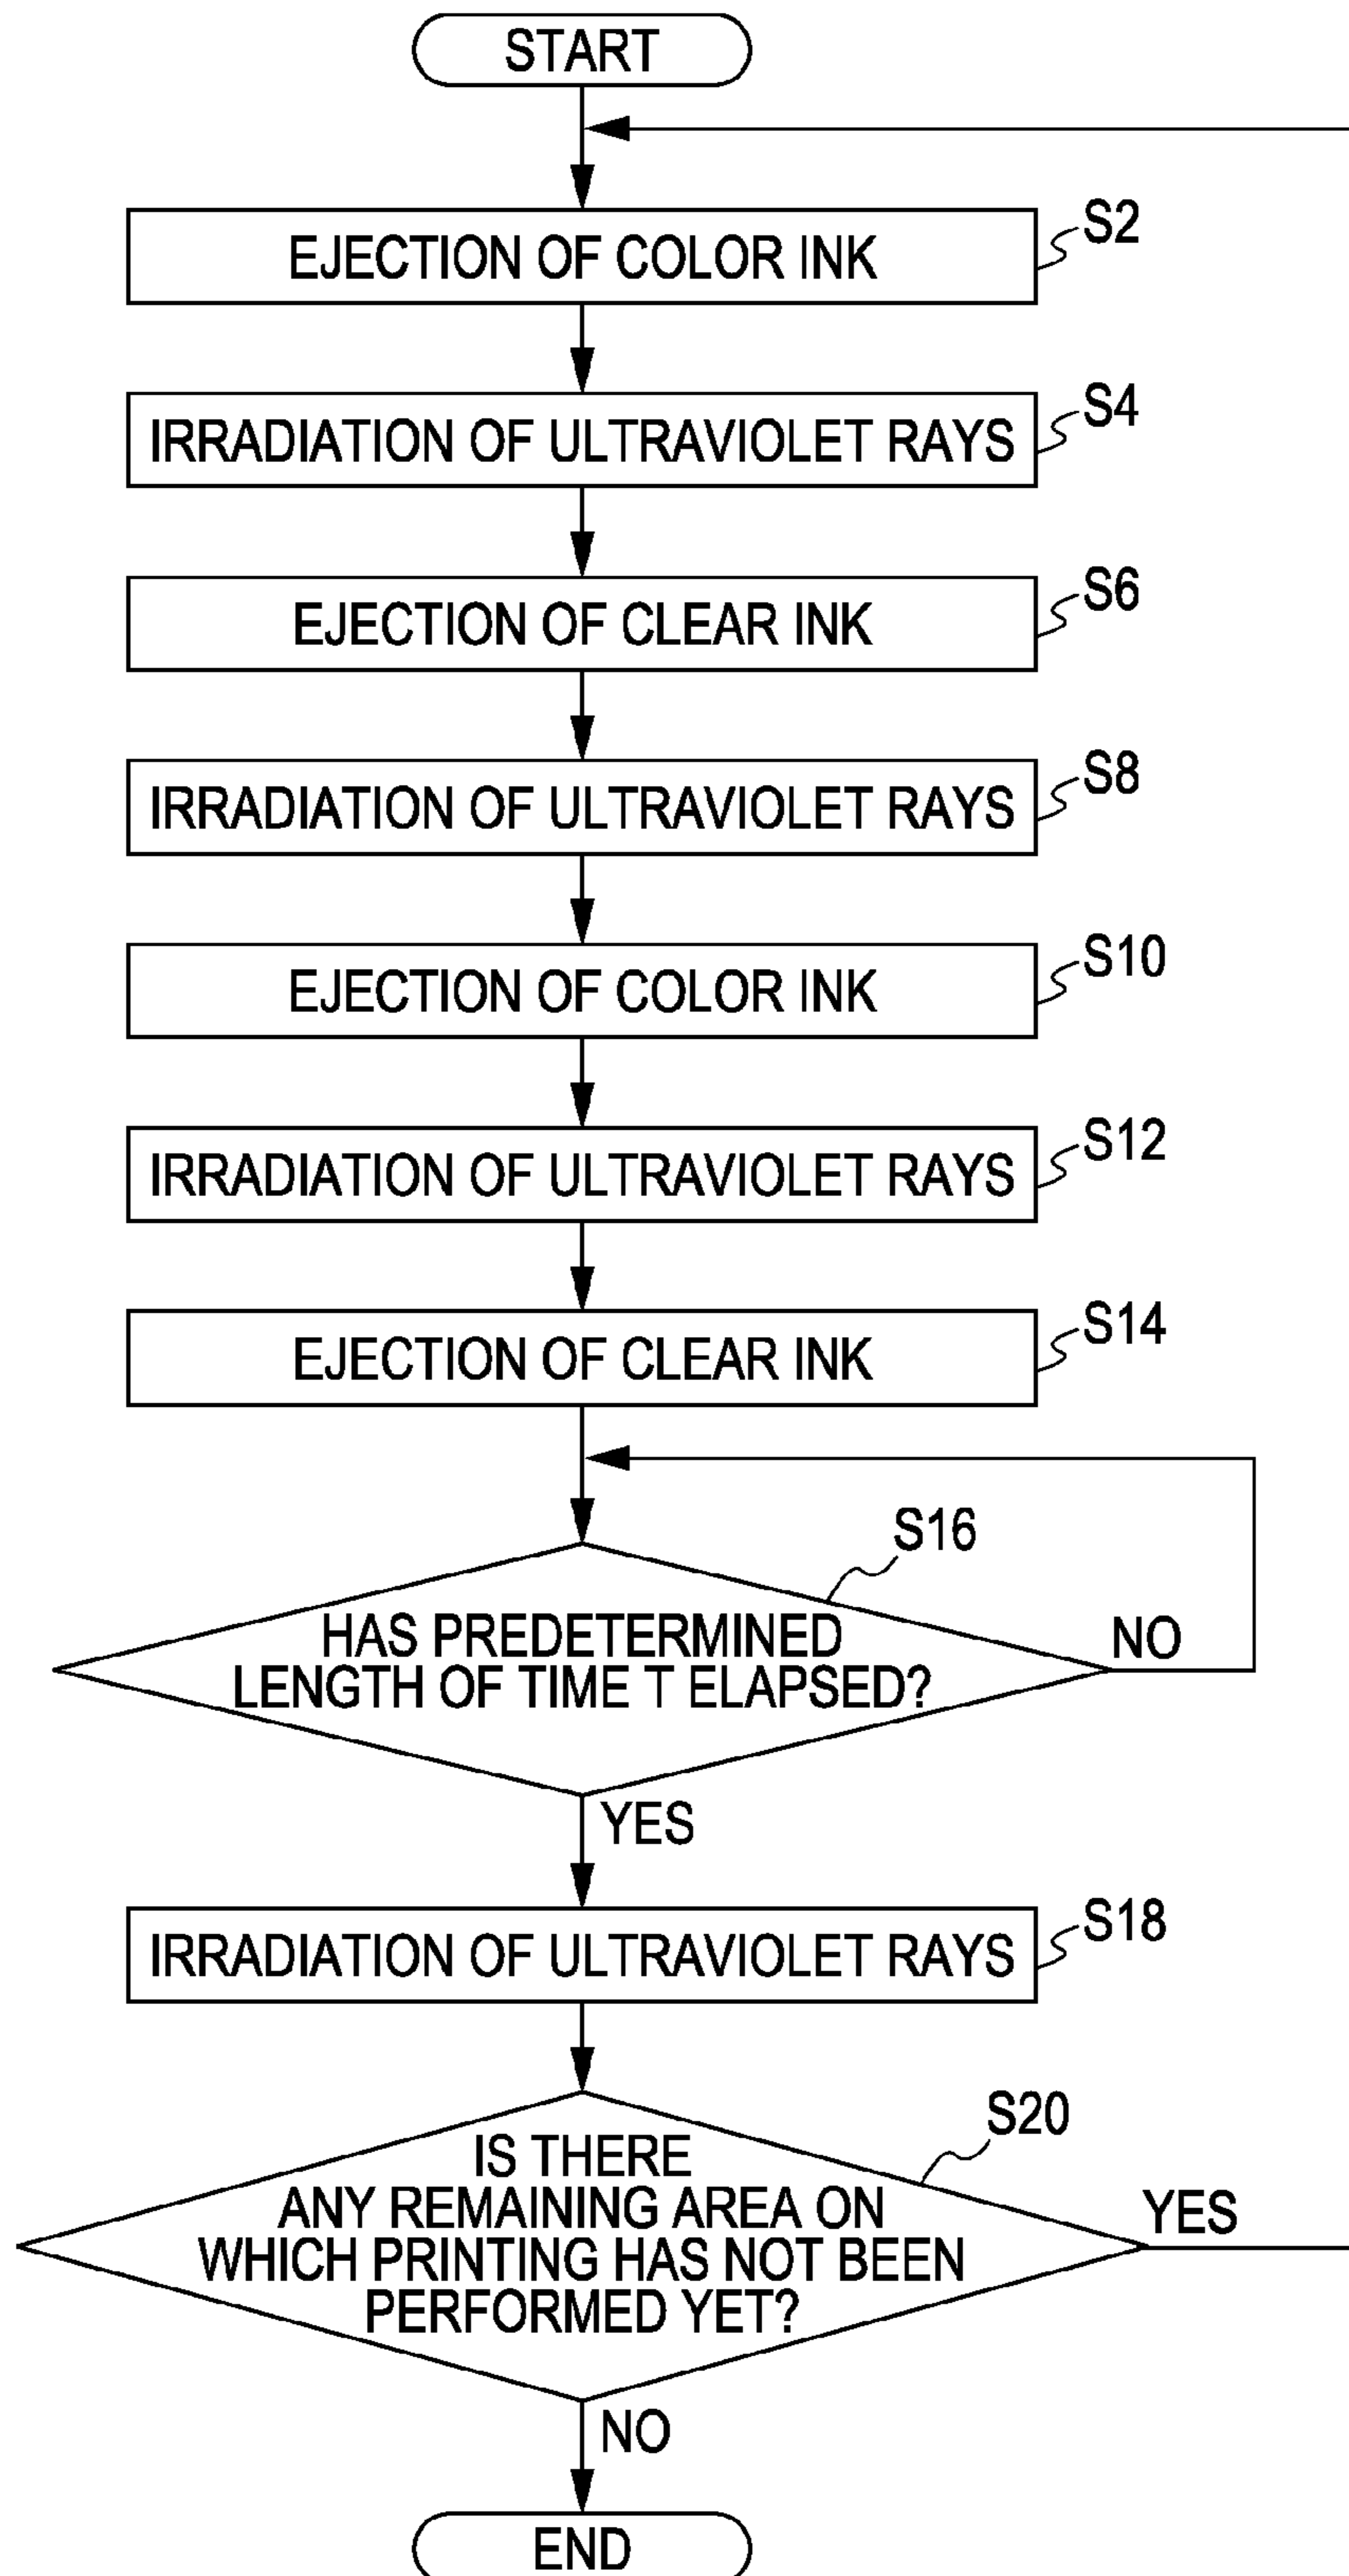 START
EJECTION OF COLOR INK
S2
IRRADIATION OF ULTRAVIOLET RAYS
S4
EJECTION OF CLEAR INK
S6
IRRADIATION OF ULTRAVIOLET RAYS
S8
EJECTION OF COLOR INK
S10
IRRADIATION OF ULTRAVIOLET RAYS
S12
EJECTION OF CLEAR INK
S14
S16
HAS PREDETERMINED
LENGTH OF TIME T ELAPSED?
NO
YES
IRRADIATION OF ULTRAVIOLET RAYS
S18
S20
IS THERE
ANY REMAINING AREA ON
WHICH PRINTING HAS NOT BEEN
PERFORMED YET?
YES
NO
END